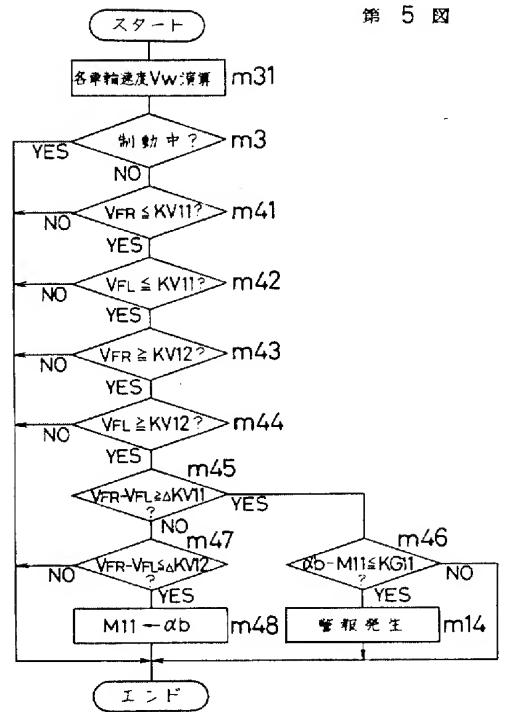 第 5 図
スタート
各車輪速度VW演算 m31
制動中? m3
YES
NO
VFR≦KV11? m41
NO
YES
VFL≦KV11? m42
NO
YES
VFR≧KV12? m43
NO
YES
VFL≧KV12? m44
NO
YES
m45
VFR-VFL≧ΔKV11
?
YES
NO
m47
m46
VFR-VFL≦ΔKV12
?
αb-M11≦KG11
?
NO
NO
YES
YES
M11←αb m48
警報発生 m14
エンド